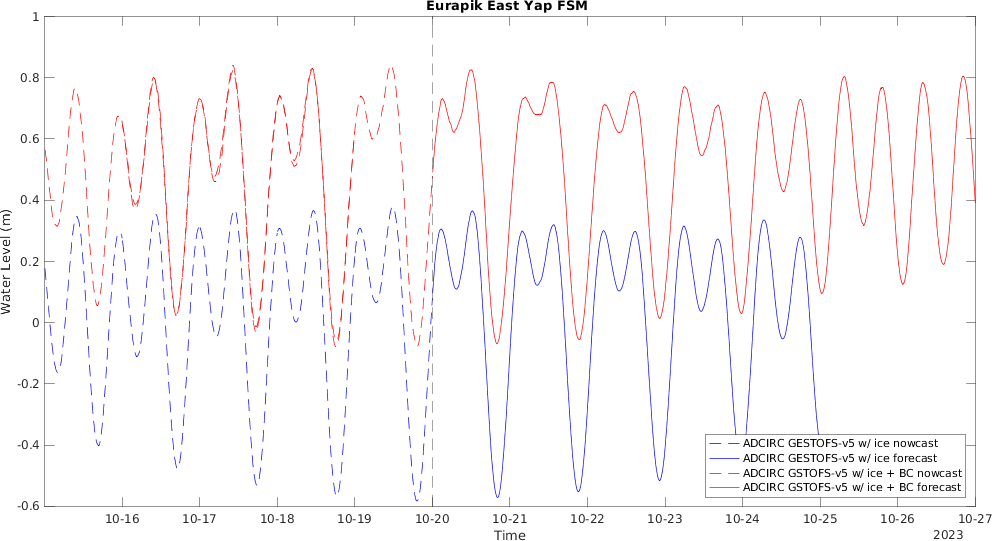 Eurapik East Yap FSM
1
0.8
0.6
0.4
0.2
0
-0.2
-0.4
-0.6
Water Level (m)
ADCIRC GESTOFS-v5 w/ ice nowcast
ADCIRC GESTOFS-v5 w/ ice forecast
ADCIRC GSTOFS-v5 w/ ice + BC nowcast
ADCIRC GSTOFS-v5 w/ ice + BC forecast
10-16 10-17 10-18 10-19 10-20 10-21 10-22 10-23 10-24 10-25 10-26 10-27
Time
2023